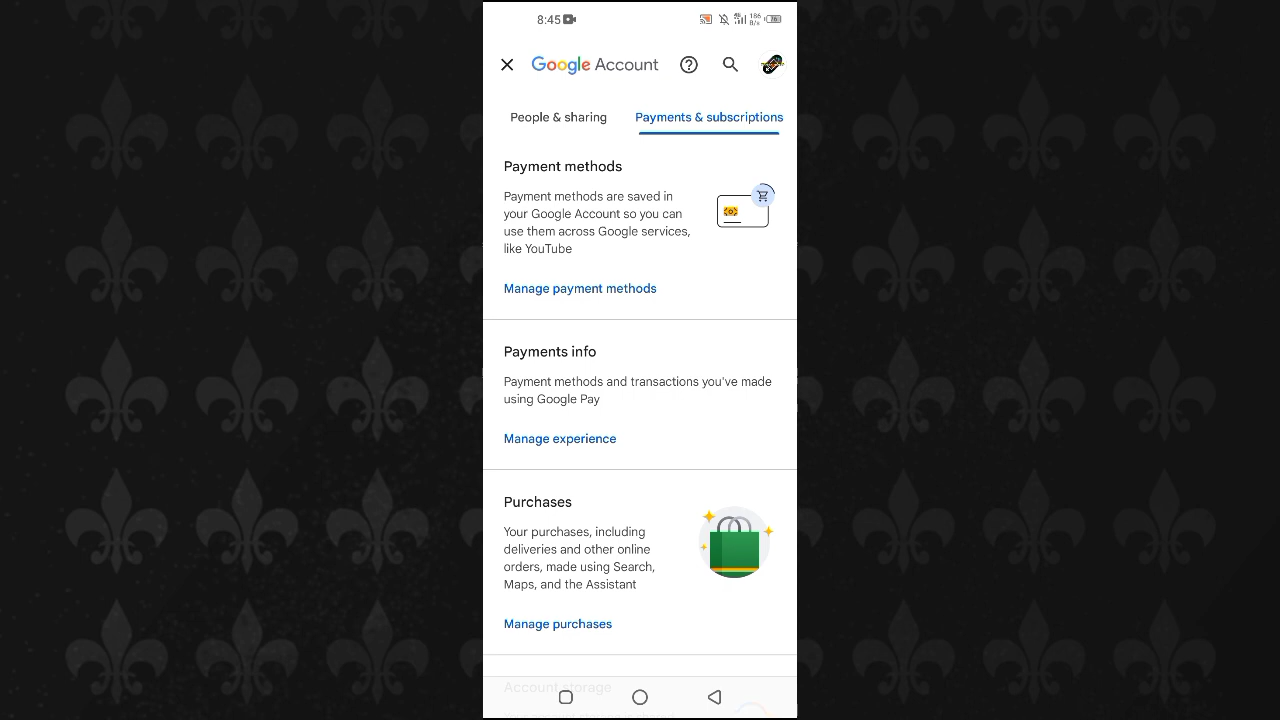 8:45
186
B/s
76
Google Account
People & sharing
Payments & subscriptions
Payment methods
Payment methods are saved in
your Google Account so you can
use them across Google services,
like YouTube
Manage payment methods
Payments info
Payment methods and transactions you've made
using Google Pay
Manage experience
Purchases
Your purchases, including
deliveries and other online
orders, made using Search,
Maps, and the Assistant
Manage purchases
Account storage